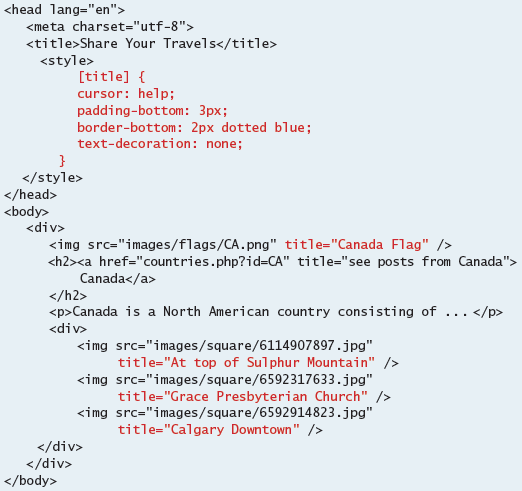 <head lang="en">
<meta charset="utf-8">
<title>Share Your Travels</title>
<style>
[title] {
cursor: help;
padding-bottom: 3px;
border-bottom: 2px dotted blue;
text-decoration: none;
}
</style>
</head>
<body>
<div>
<img src="images/flags/CA.png" title="Canada Flag" />
<h2><a href="countries.php?id=CA" title="see posts from Canada">
Canada</a>
</h2>
<p>Canada is a North American country consisting of ... </p>
<div>
<img src="images/square/6114907897.jpg"
title="At top of Sulphur Mountain" />
<img src="images/square/6592317633.jpg"
title="Grace Presbyterian Church" />
<img src="images/square/6592914823.jpg"
title="Calgary Downtown" />
</div>
</div>
</body>